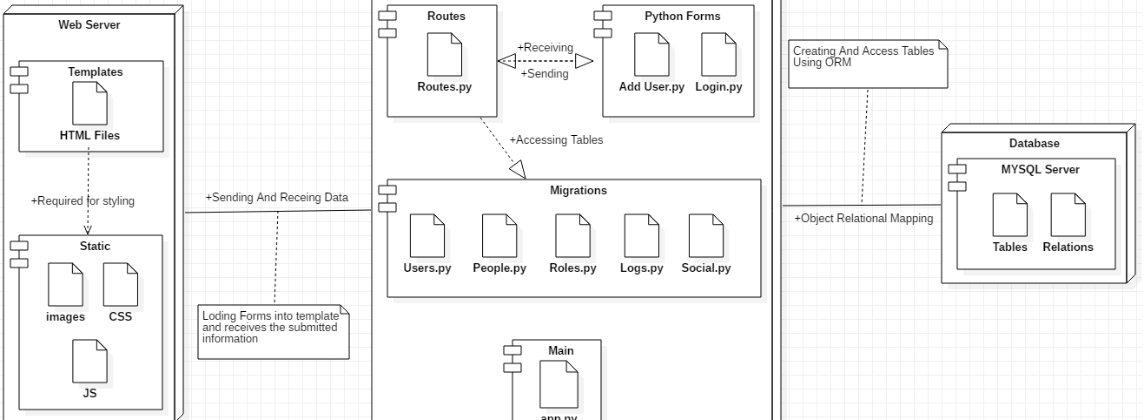 Web Server
Templates
HTML Files
+Required for styling
Static
images CSS
JS
+Sending And Receing Data
Loding Forms into template
and receives the submitted
information
Routes
Routes.py
+Receiving
+Sending
Python Forms
Add User.py Login.py
+Accessing Tables
Migrations
Users.py People.py Roles.py Logs.py Social.py
Main
app.py
Creating And Access Tables
Using ORM
+Object Relational Mapping
Database
MYSQL Server
Tables Relations